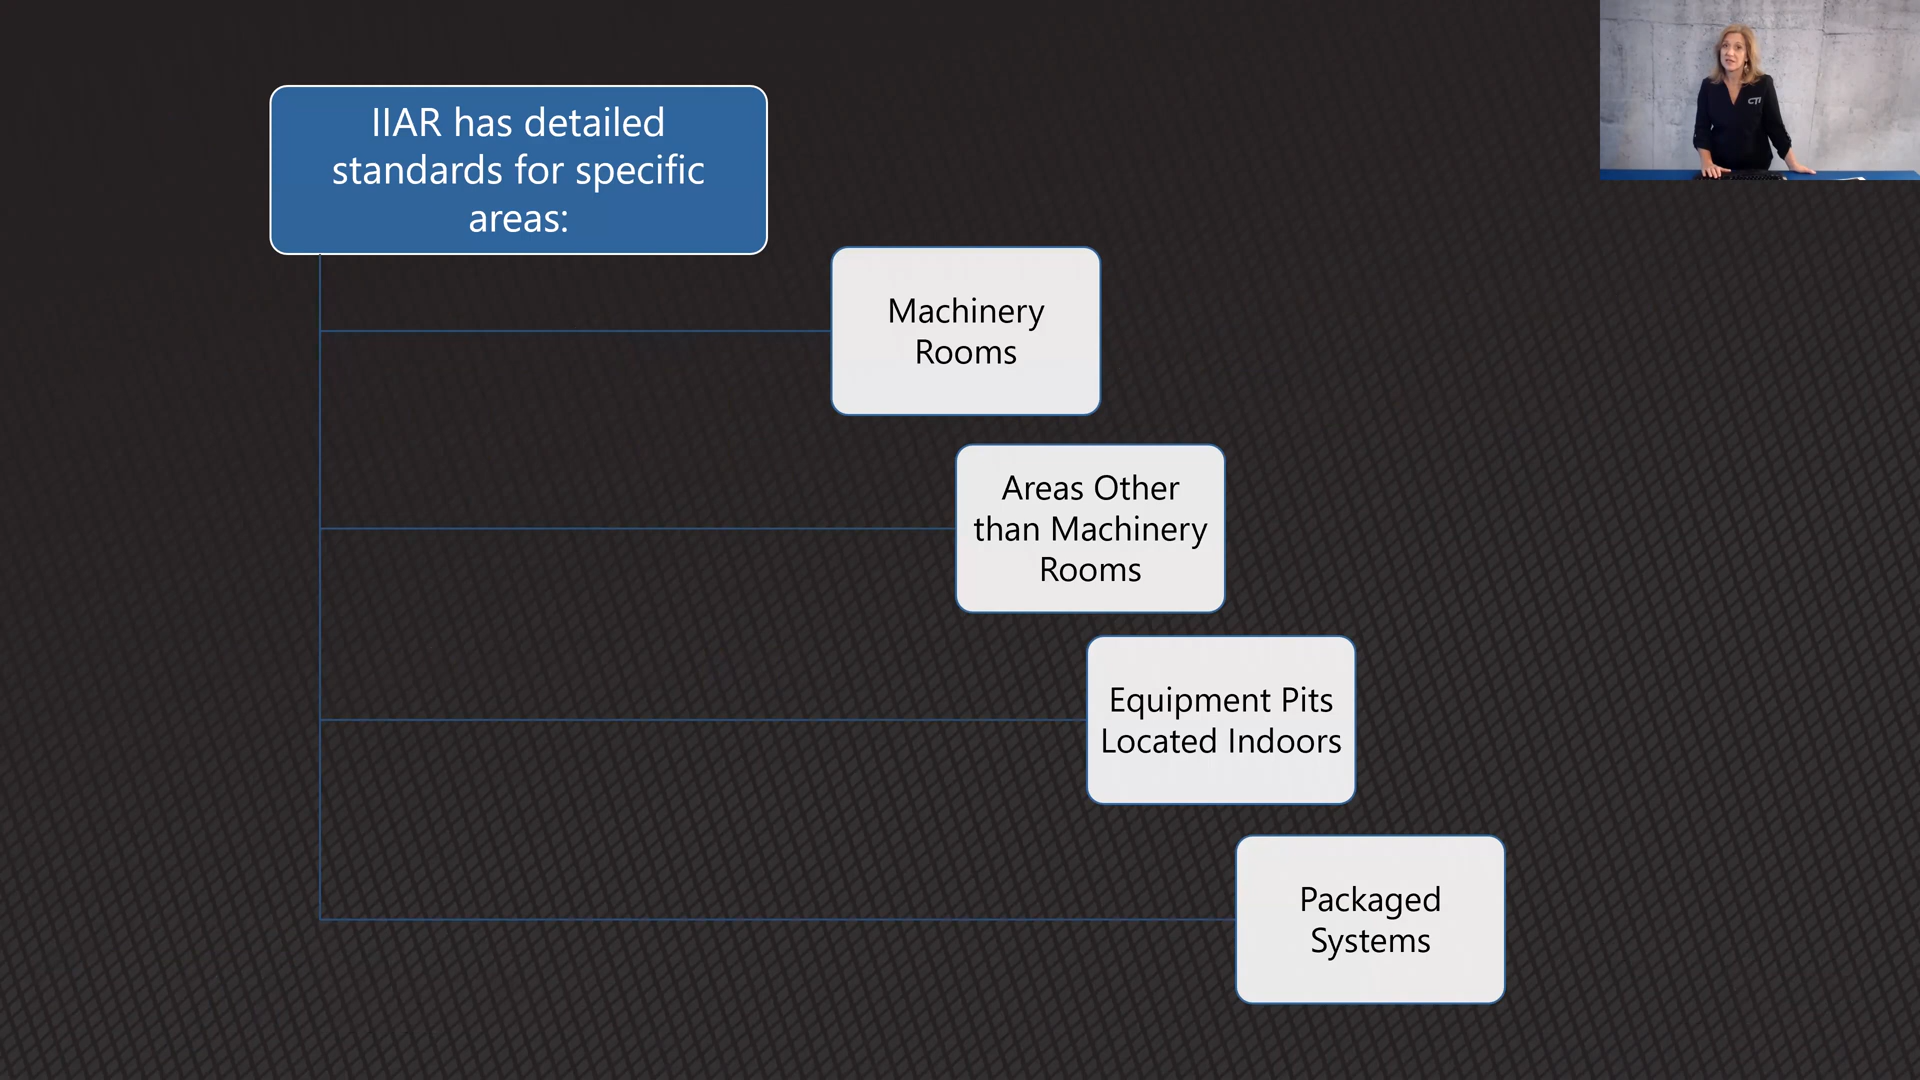 IIAR has detailed
standards for specific
areas:
Machinery
Rooms
Areas Other
than Machinery
Rooms
Equipment Pits
Located Indoors
Packaged
Systems
CTI